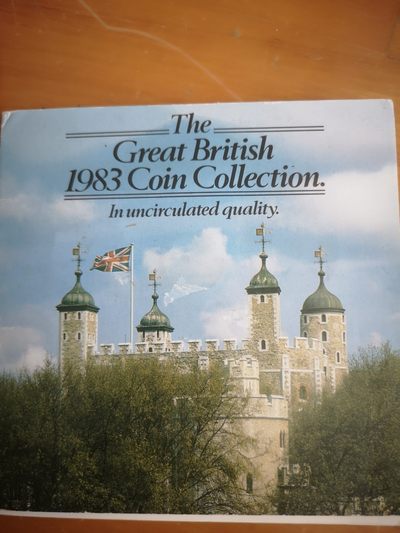 The
Great British
1983 Coin Collection.
In uncirculated quality.